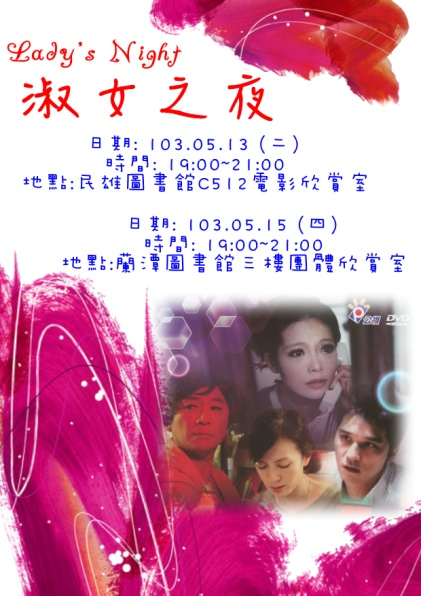 Lady's Night
淑女之夜
日期: 103.05.13 (二)
時間: 19:00~21:00
地點:民雄圖書館C512電影欣賞室
日期: 103.05.15 (四)
時間: 19:00~21:00
地點:蘭潭圖書館三樓團體欣賞室
公視
DVD